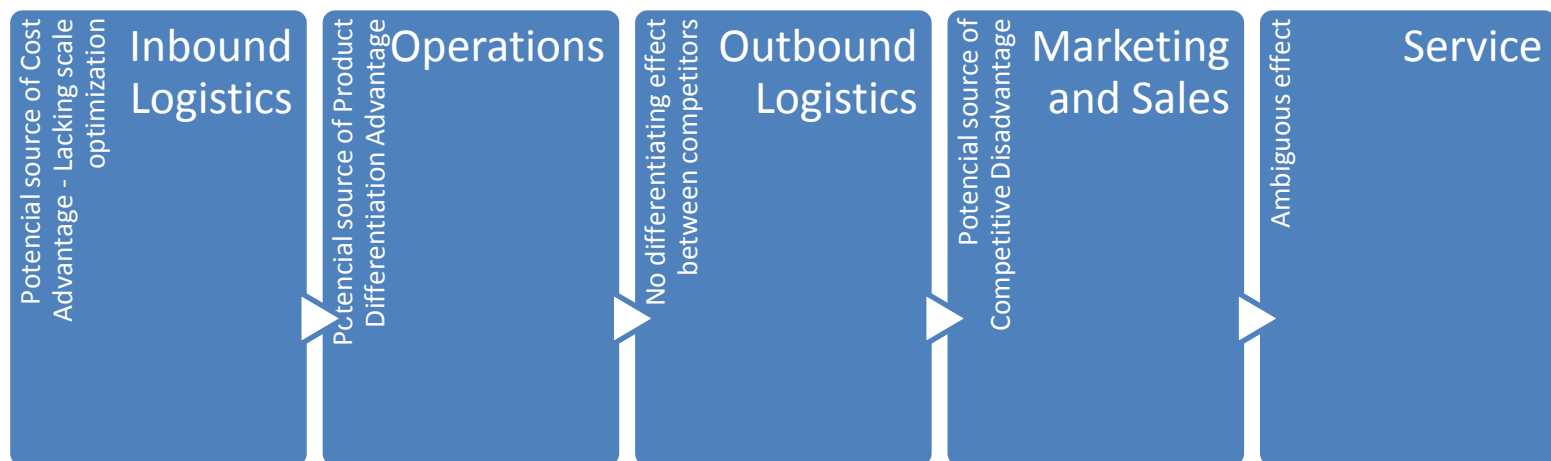 Potencial source of Cost
Advantage - Lacking scale
optimization
Inbound
Logistics
Potencial source of Product
Differentiation Advantage
Operations
No differentiating effect
between competitors
Outbound
Logistics
Potencial source of
Competitive Disadvantage
Marketing
and Sales
Ambiguous effect
Service